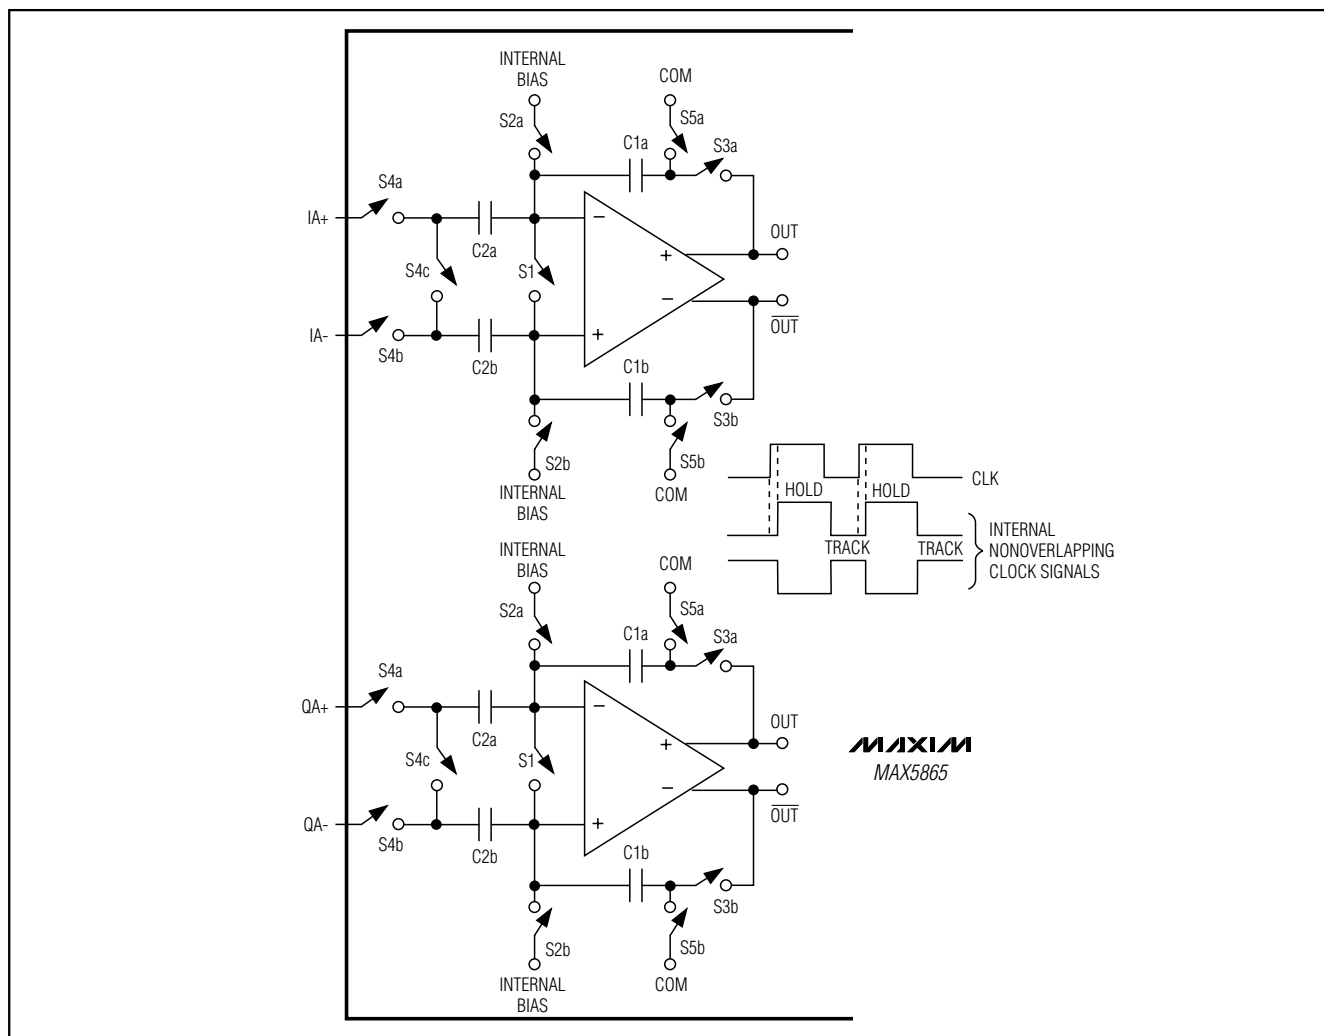 INTERNAL
BIAS
COM
S2a
S5a
C1a
S3a
S4a
IA+
C2a
−
+
OUT
S4c
S1
−
OUT
IA-
+
S4b
C2b
C1b
S3b
S2b
S5b
INTERNAL
BIAS
COM
CLK
HOLD
HOLD
TRACK
TRACK
INTERNAL
NONOVERLAPPING
CLOCK SIGNALS
INTERNAL
BIAS
COM
S2a
S5a
C1a
S3a
S4a
QA+
C2a
−
+
OUT
S4c
S1
−
OUT
QA-
+
S4b
C2b
C1b
S3b
S2b
S5b
INTERNAL
BIAS
COM
MAXIM
MAX5865